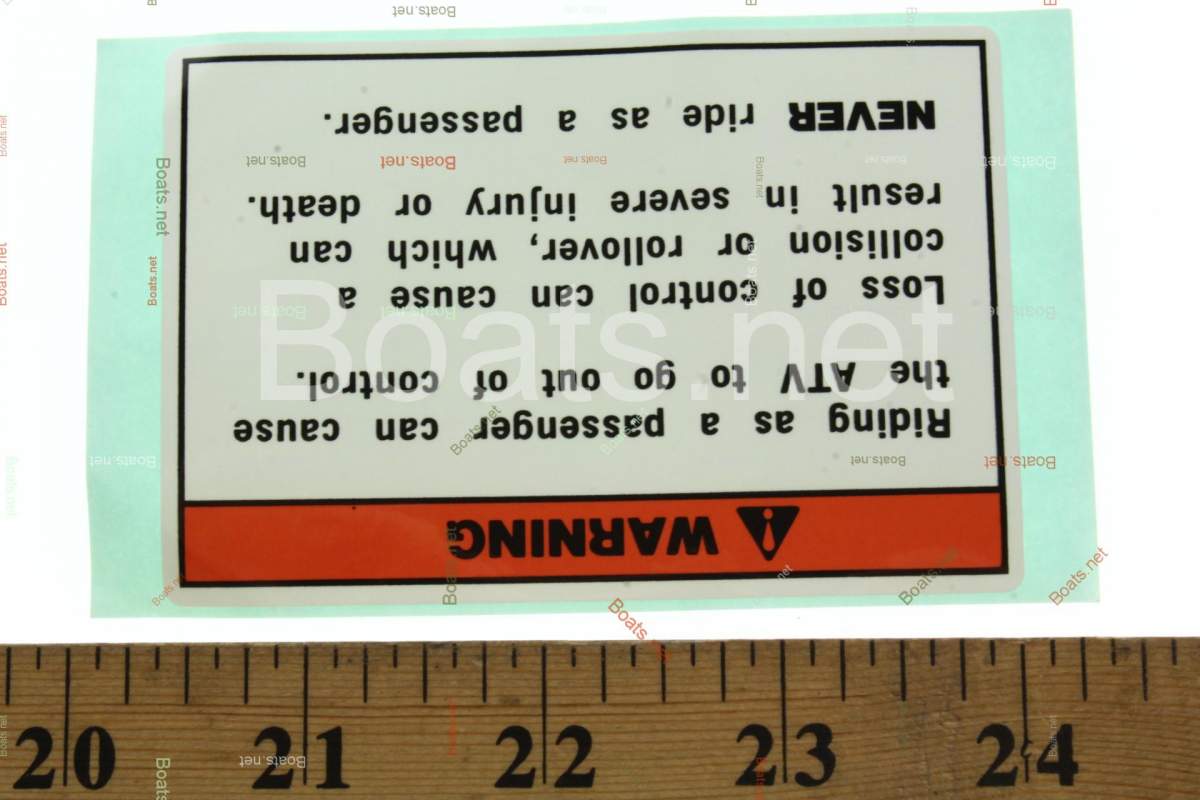 WARNING
Riding as a passenger can cause
the ATV to go out of control.
Loss of control can cause a
collision or rollover, which can
result in severe injury or death.
NEVER ride as a passenger.
Boats.net
20 21 22 23 24